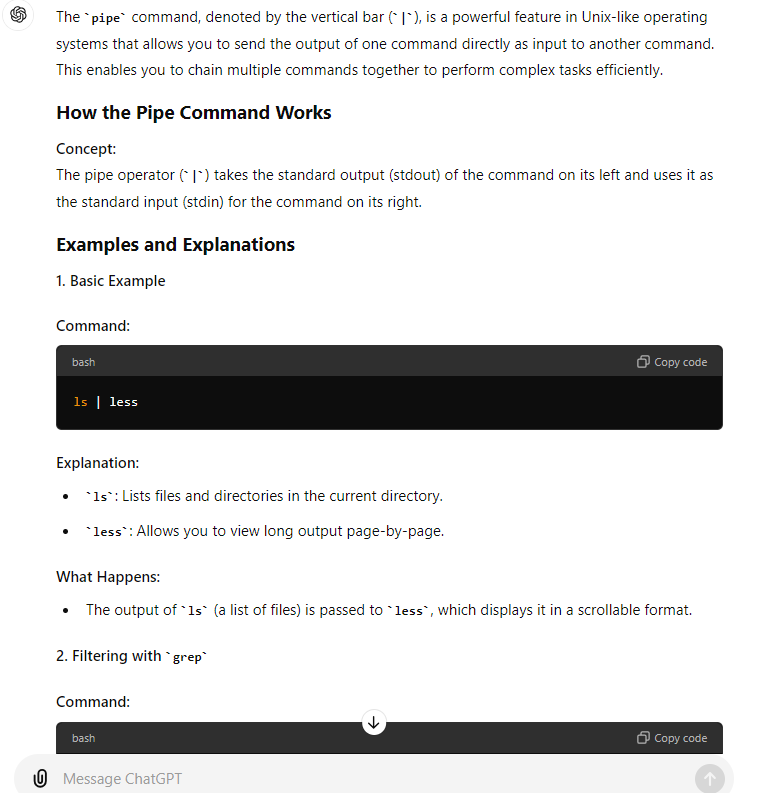 The `pipe` command, denoted by the vertical bar (`|`), is a powerful feature in Unix-like operating
systems that allows you to send the output of one command directly as input to another command.
This enables you to chain multiple commands together to perform complex tasks efficiently.
How the Pipe Command Works
Concept:
The pipe operator (`|`) takes the standard output (stdout) of the command on its left and uses it as
the standard input (stdin) for the command on its right.
Examples and Explanations
1. Basic Example
Command:
bash Copy code
ls | less
Explanation:
• `ls`: Lists files and directories in the current directory.
• `less`: Allows you to view long output page-by-page.
What Happens:
• The output of `ls` (a list of files) is passed to `less`, which displays it in a scrollable format.
2. Filtering with `grep`
Command:
bash Copy code
Message ChatGPT